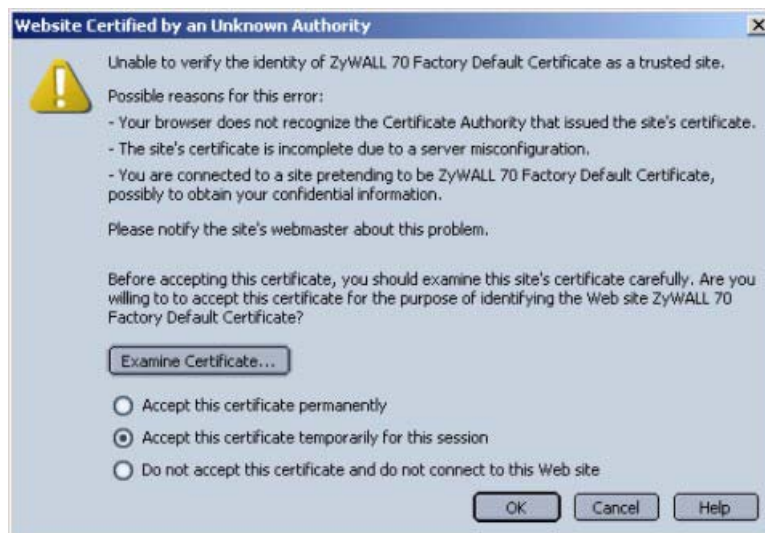 Website Certified by an Unknown Authority
Unable to verify the identity of ZyWALL 70 Factory Default Certificate as a trusted site.
Possible reasons for this error:
- Your browser does not recognize the Certificate Authority that issued the site's certificate.
- The site's certificate is incomplete due to a server misconfiguration.
- You are connected to a site pretending to be ZyWALL 70 Factory Default Certificate,
possibly to obtain your confidential information.
Please notify the site's webmaster about this problem.
Before accepting this certificate, you should examine this site's certificate carefully. Are you
willing to to accept this certificate for the purpose of identifying the Web site ZyWALL 70
Factory Default Certificate?
Examine Certificate...
Accept this certificate permanently
Accept this certificate temporarily for this session
Do not accept this certificate and do not connect to this Web site
OK Cancel Help